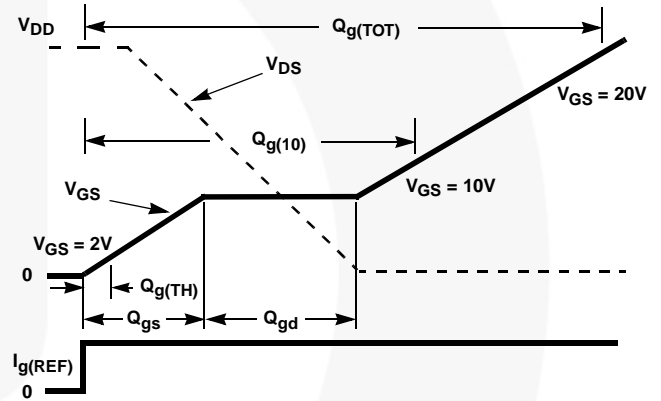 V_DD
Q_g(TOT)
V_DS
V_GS = 20V
Q_g(10)
V_GS
V_GS = 10V
V_GS = 2V
0
Q_g(TH)
Q_gs
Q_gd
I_g(REF)
0